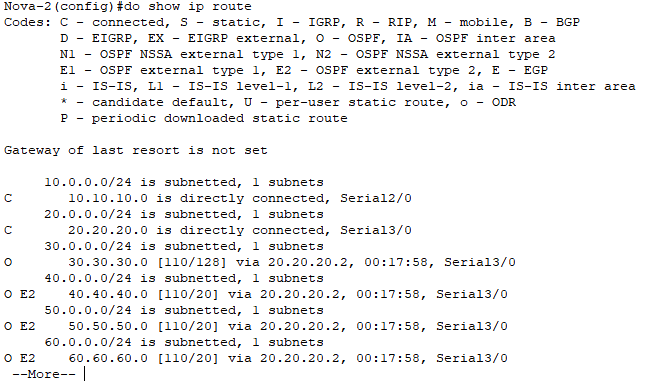 Nova-2(config)#do show ip route
Codes: C - connected, S - static, I - IGRP, R - RIP, M - mobile, B - BGP
       D - EIGRP, EX - EIGRP external, O - OSPF, IA - OSPF inter area
       N1 - OSPF NSSA external type 1, N2 - OSPF NSSA external type 2
       E1 - OSPF external type 1, E2 - OSPF external type 2, E - EGP
       i - IS-IS, L1 - IS-IS level-1, L2 - IS-IS level-2, ia - IS-IS inter area
       * - candidate default, U - per-user static route, o - ODR
       P - periodic downloaded static route
Gateway of last resort is not set
     10.0.0.0/24 is subnetted, 1 subnets
C       10.10.10.0 is directly connected, Serial2/0
     20.0.0.0/24 is subnetted, 1 subnets
C       20.20.20.0 is directly connected, Serial3/0
     30.0.0.0/24 is subnetted, 1 subnets
O       30.30.30.0 [110/128] via 20.20.20.2, 00:17:58, Serial3/0
     40.0.0.0/24 is subnetted, 1 subnets
O E2    40.40.40.0 [110/20] via 20.20.20.2, 00:17:58, Serial3/0
     50.0.0.0/24 is subnetted, 1 subnets
O E2    50.50.50.0 [110/20] via 20.20.20.2, 00:17:58, Serial3/0
     60.0.0.0/24 is subnetted, 1 subnets
O E2    60.60.60.0 [110/20] via 20.20.20.2, 00:17:58, Serial3/0
 --More--